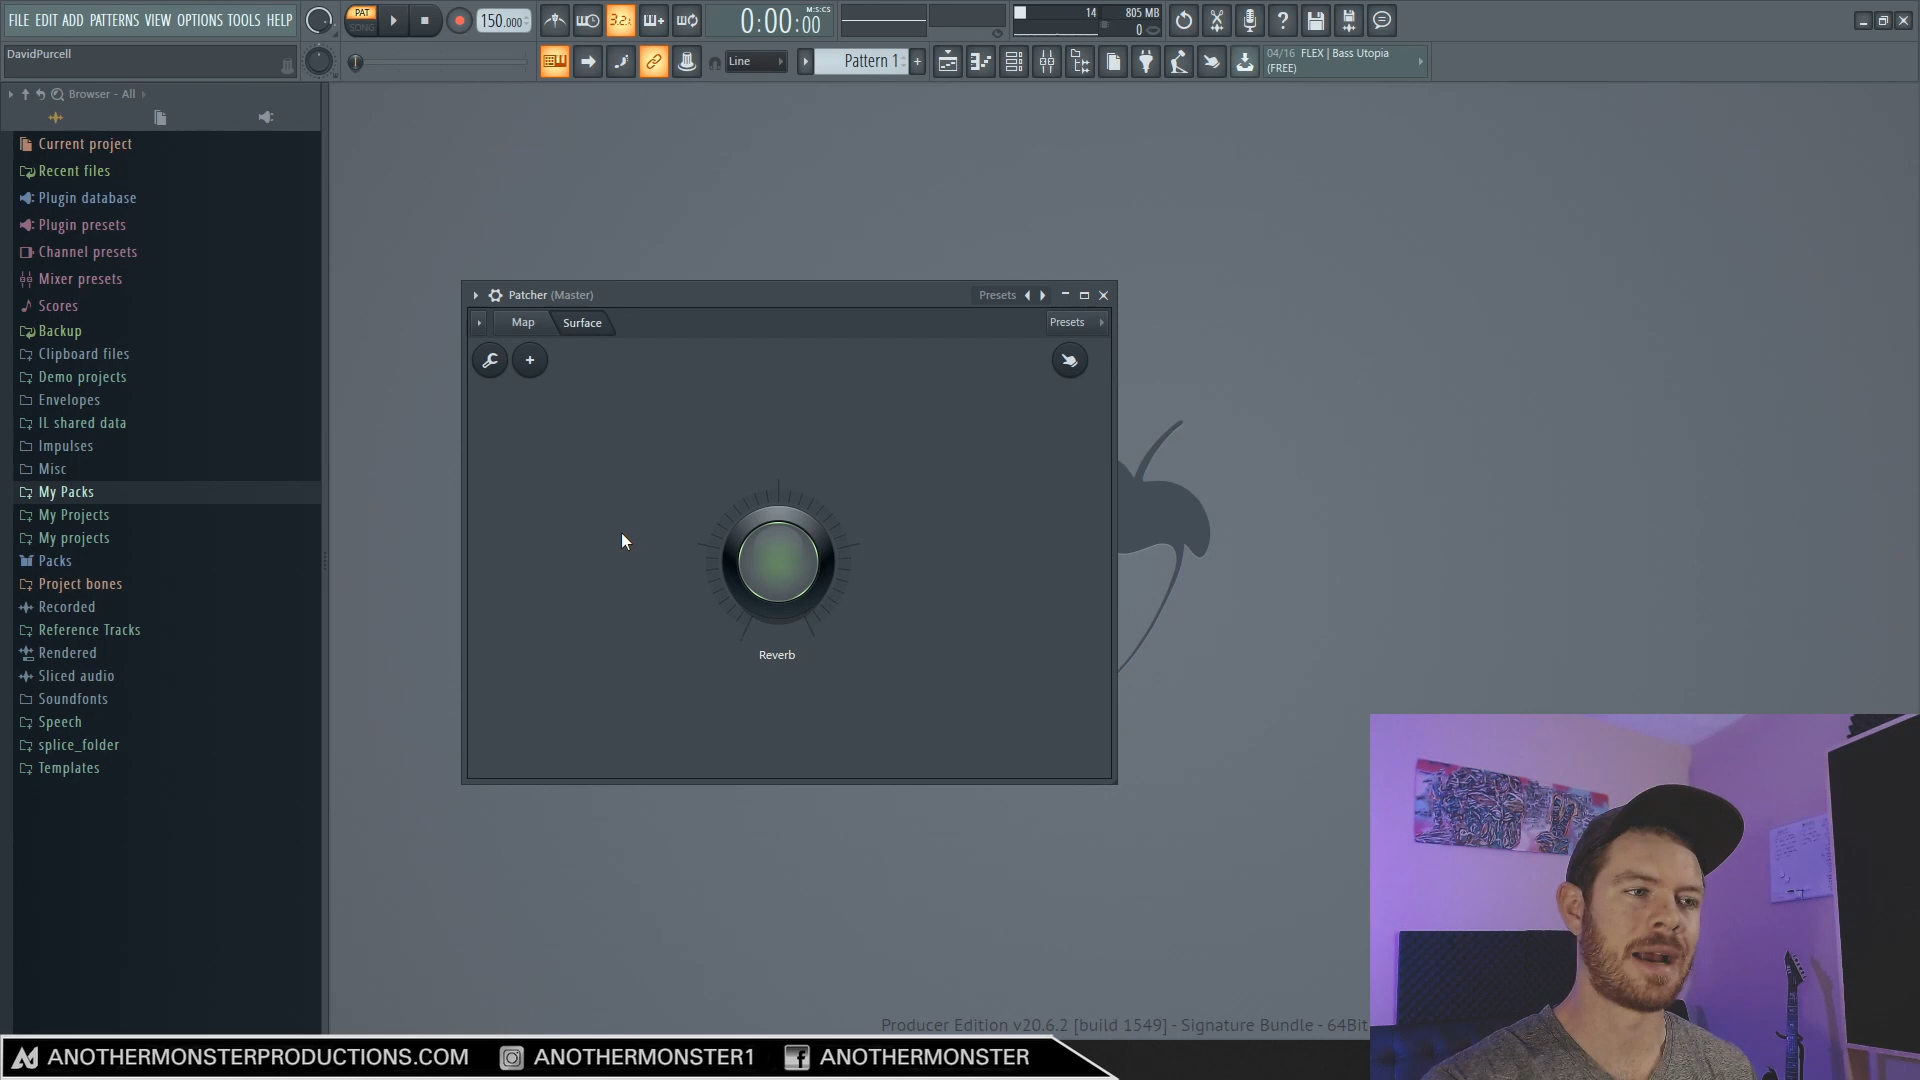 FILE EDIT ADD PATTERNS VIEW OPTIONS TOOLS HELP
PAT
SONG
150.000
3.2.
0:00:00
M:S:CS
14
805 MB
0
DavidPurcell
Line
Pattern 1
04/16 FLEX | Bass Utopia
(FREE)
Browser - All
Current project
Recent files
Plugin database
Plugin presets
Channel presets
Mixer presets
Scores
Backup
Clipboard files
Demo projects
Envelopes
IL shared data
Impulses
Misc
My Packs
My Projects
My projects
Packs
Project bones
Recorded
Reference Tracks
Rendered
Sliced audio
Soundfonts
Speech
splice_folder
Templates
Patcher (Master)
Presets
Map
Surface
Presets
Reverb
Producer Edition v20.6.2 [build 1549] - Signature Bundle - 64Bit
ANOTHERMONSTERPRODUCTIONS.COM
ANOTHERMONSTER1
ANOTHERMONSTER